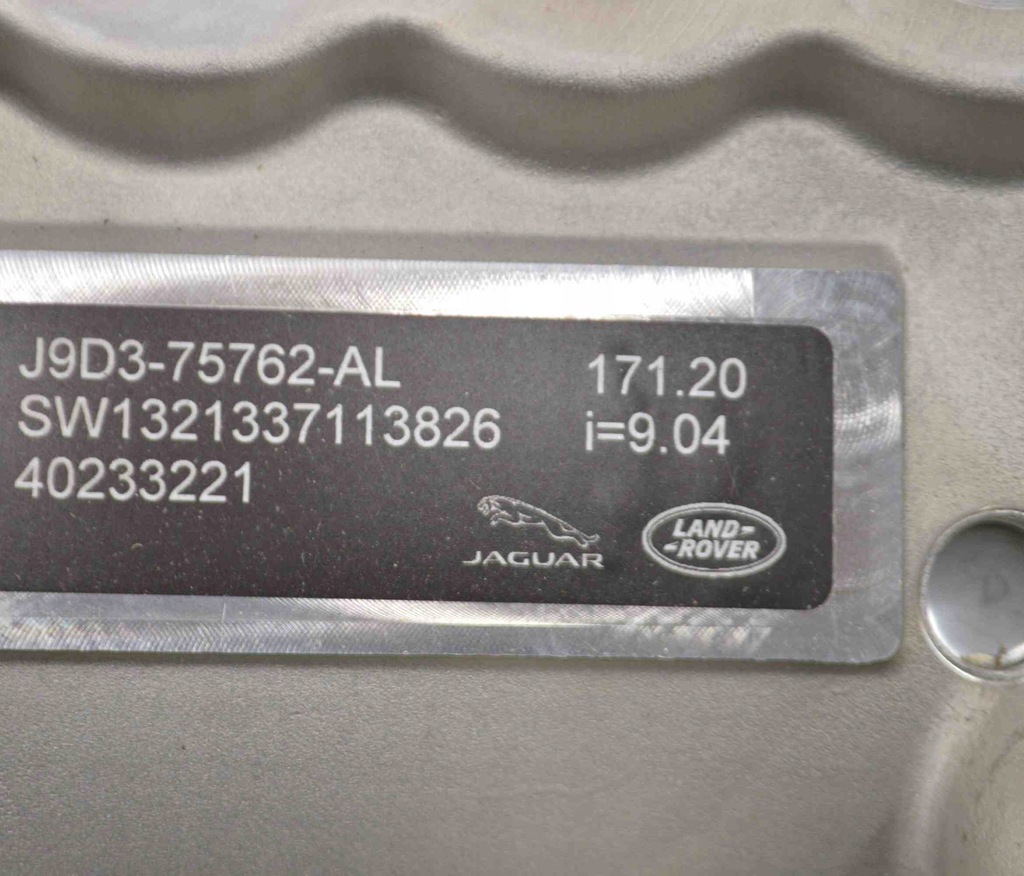 J9D3-75762-AL 171.20
SW1321337113826 i=9.04
40233221
JAGUAR
LAND-
-ROVER